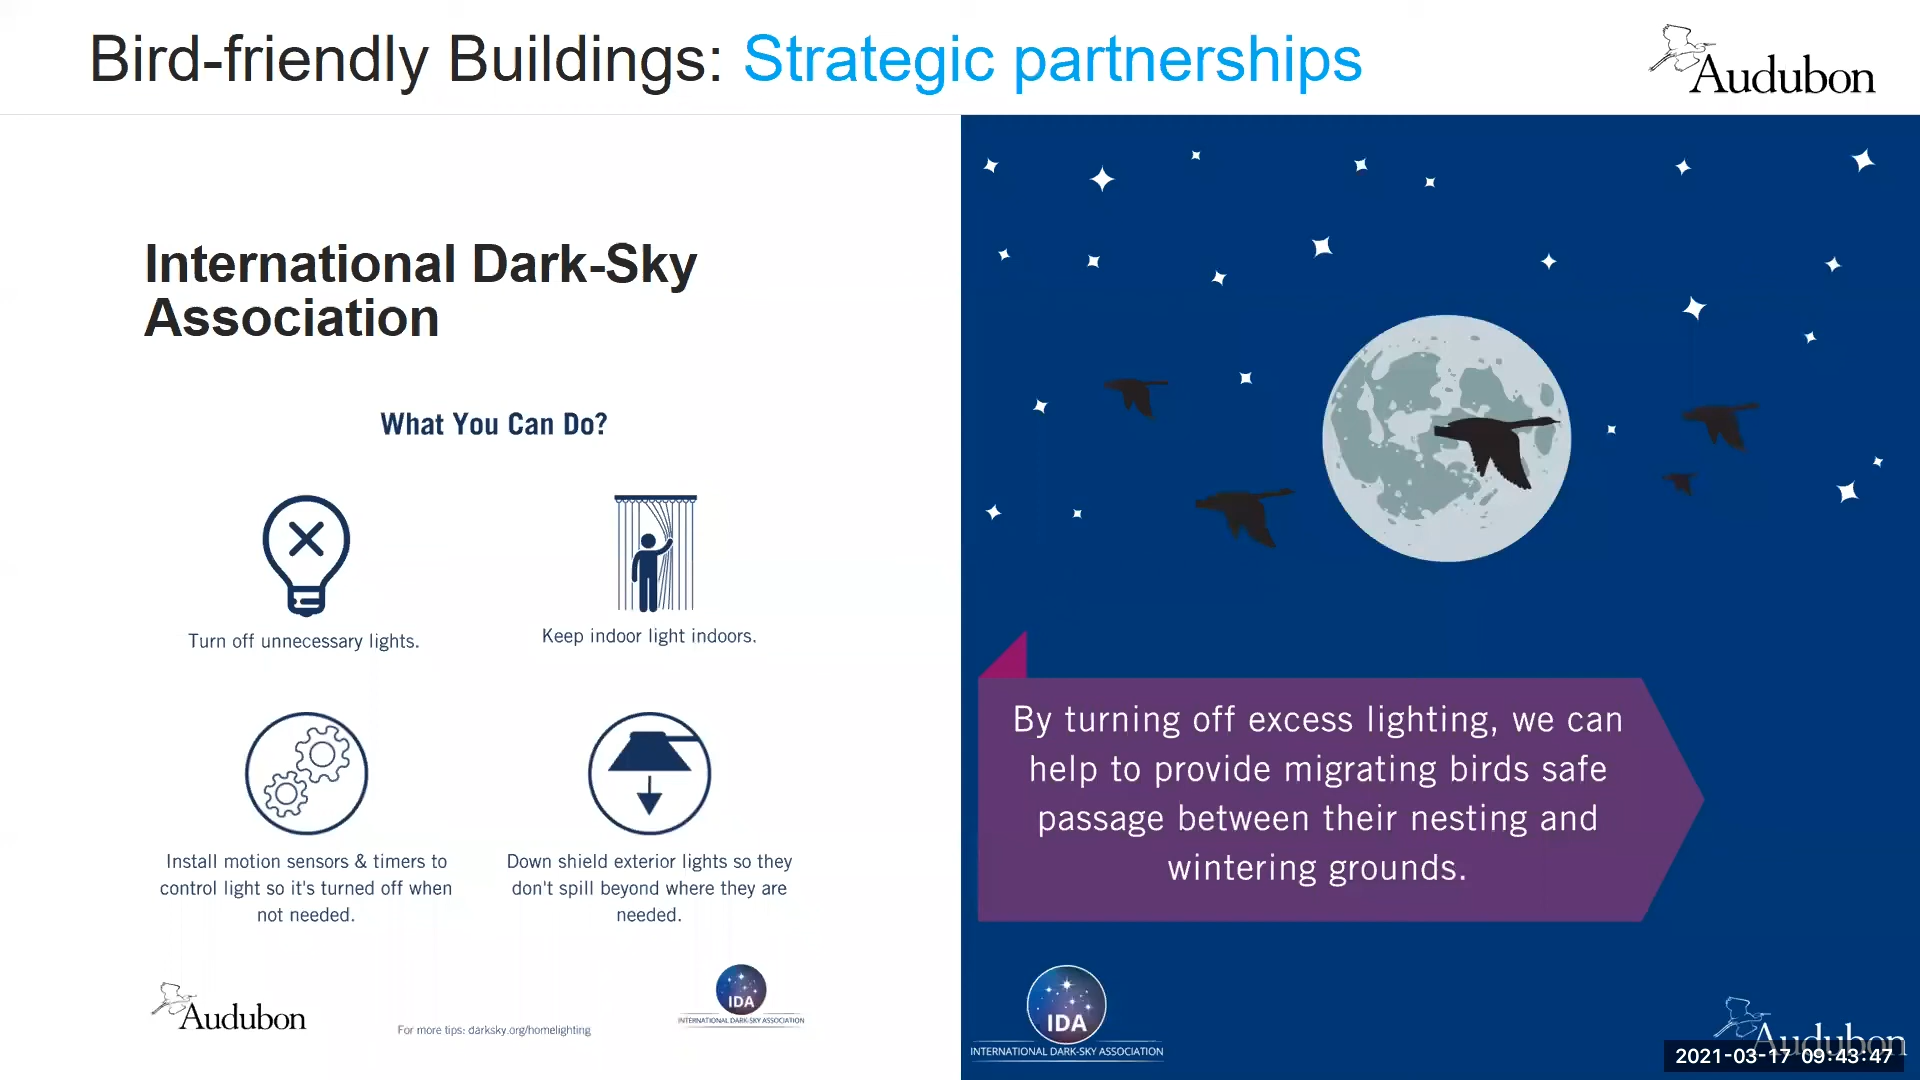 Bird-friendly Buildings: Strategic partnerships
Audubon
International Dark-Sky
Association
What You Can Do?
Turn off unnecessary lights.
Keep indoor light indoors.
Install motion sensors & timers to
control light so it's turned off when
not needed.
Down shield exterior lights so they
don't spill beyond where they are
needed.
Audubon
For more tips: darksky.org/homelighting
IDA
INTERNATIONAL DARK-SKY ASSOCIATION
By turning off excess lighting, we can
help to provide migrating birds safe
passage between their nesting and
wintering grounds.
IDA
INTERNATIONAL DARK-SKY ASSOCIATION
Audubon
2021-03-17 09:43:47